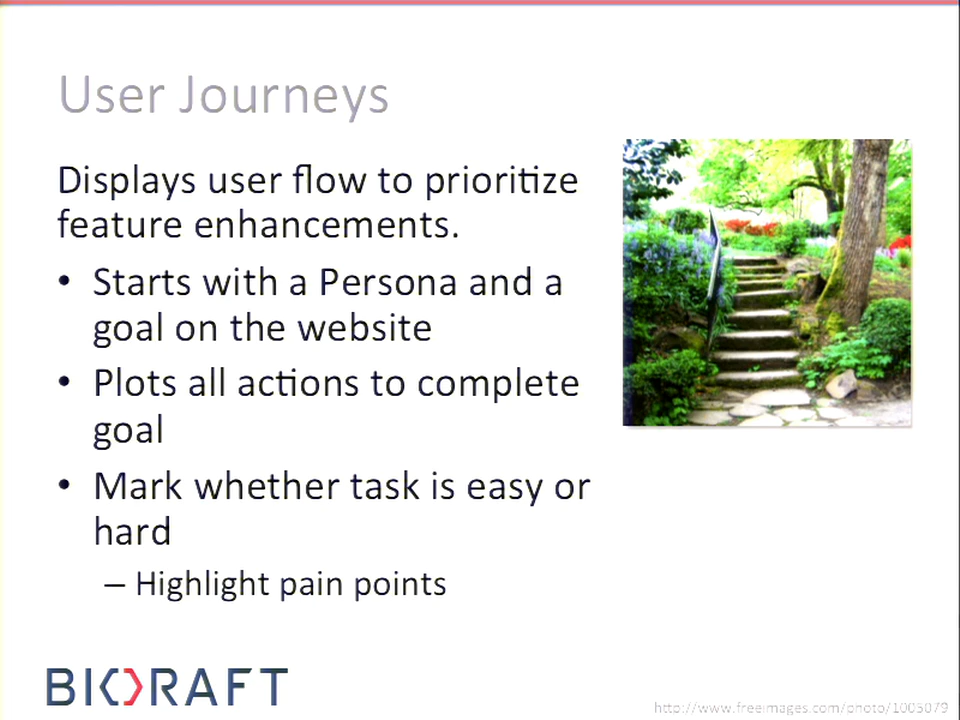 User Journeys
Displays user flow to prioritize
feature enhancements.
• Starts with a Persona and a
goal on the website
• Plots all actions to complete
goal
• Mark whether task is easy or
hard
– Highlight pain points
BIORAFT
http://www.freeimages.com/photo/1005079